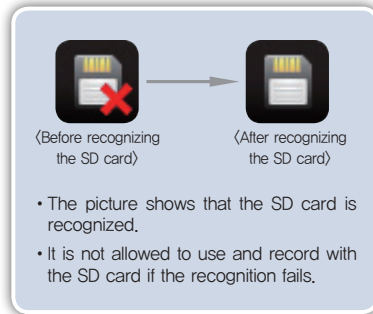 〈Before recognizing
the SD card〉
〈After recognizing
the SD card〉
• The picture shows that the SD card is
recognized.
• It is not allowed to use and record with
the SD card if the recognition fails.